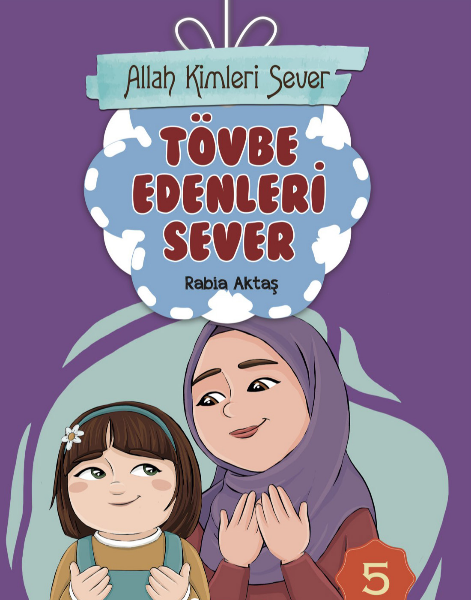 Allah Kimleri Sever
TÖVBE
EDENLERİ
SEVER
Rabia Aktaş
5